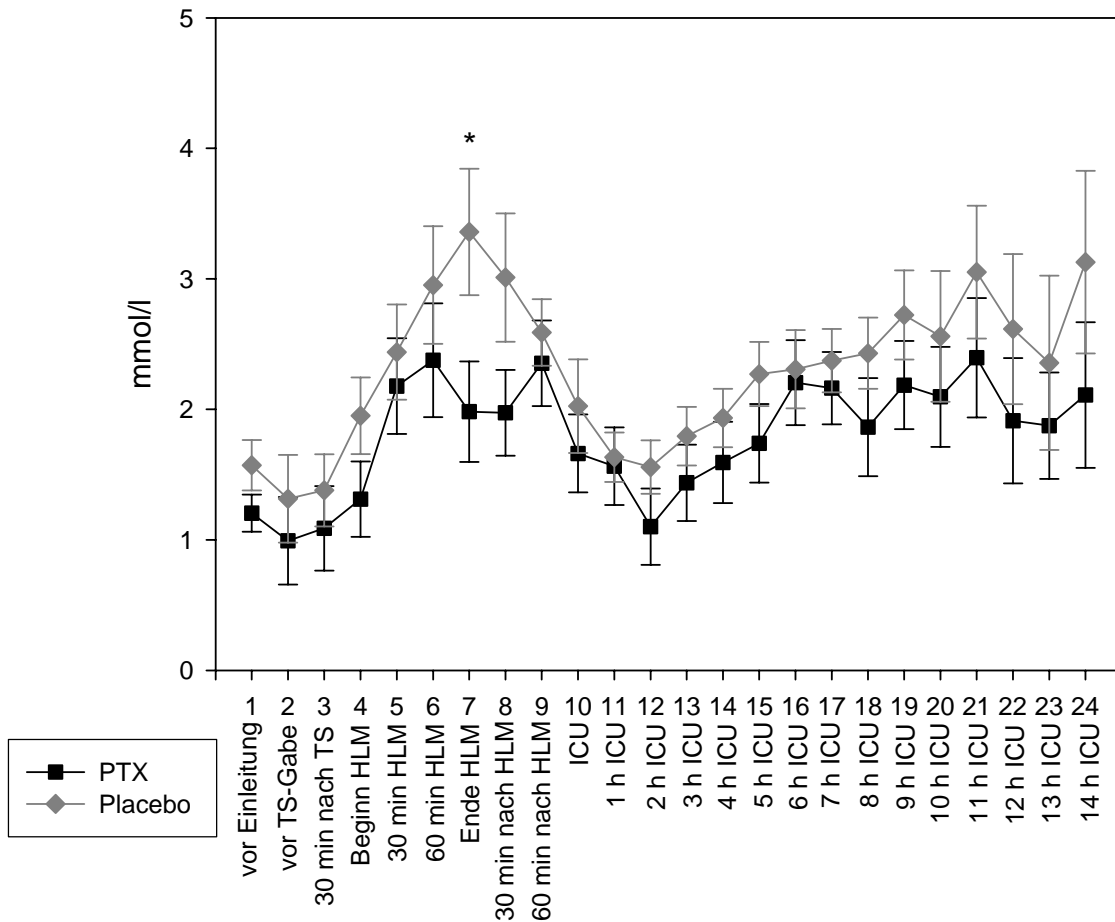 5
4
3
2
1
0
mmol/l
*
1 vor Einleitung
2 vor TS-Gabe
3 30 min nach TS
4 Beginn HLM
5 30 min HLM
6 60 min HLM
7 Ende HLM
8 30 min nach HLM
9 60 min nach HLM
10 ICU
11 1 h ICU
12 2 h ICU
13 3 h ICU
14 4 h ICU
15 5 h ICU
16 6 h ICU
17 7 h ICU
18 8 h ICU
19 9 h ICU
20 10 h ICU
21 11 h ICU
22 12 h ICU
23 13 h ICU
24 14 h ICU
PTX
Placebo